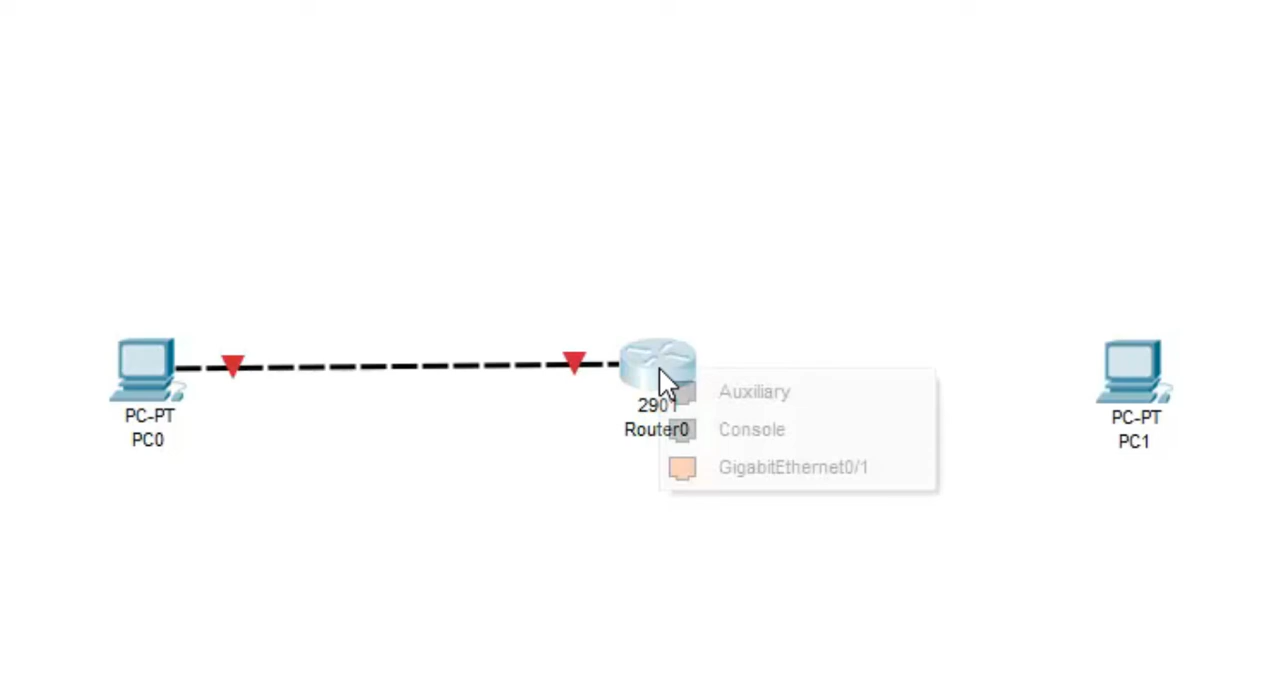 PC-PT
PC0
2901
Router0
Auxiliary
Console
GigabitEthernet0/1
PC-PT
PC1